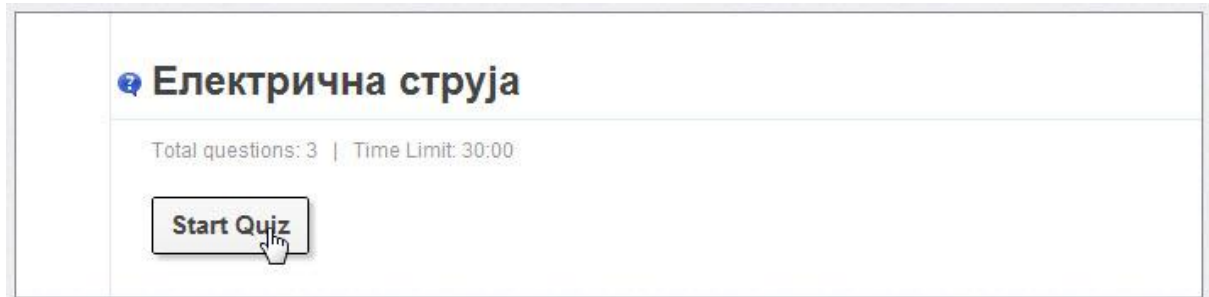 Електрична струја
Total questions: 3 | Time Limit: 30:00
Start Quiz